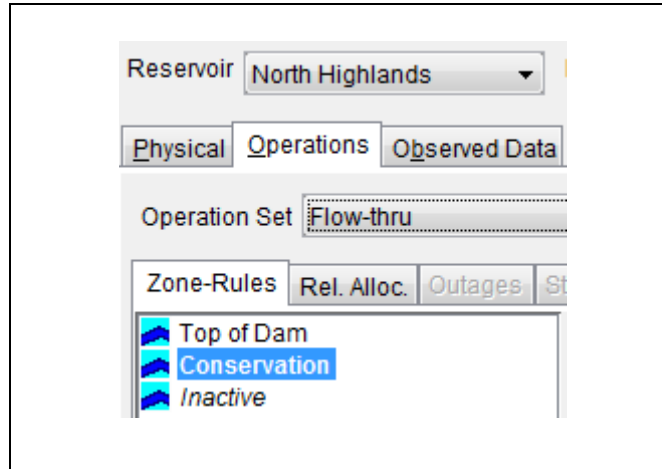 Reservoir North Highlands
Physical Operations Observed Data
Operation Set Flow-thru
Zone-Rules Rel. Alloc. Outages St
Top of Dam
Conservation
Inactive